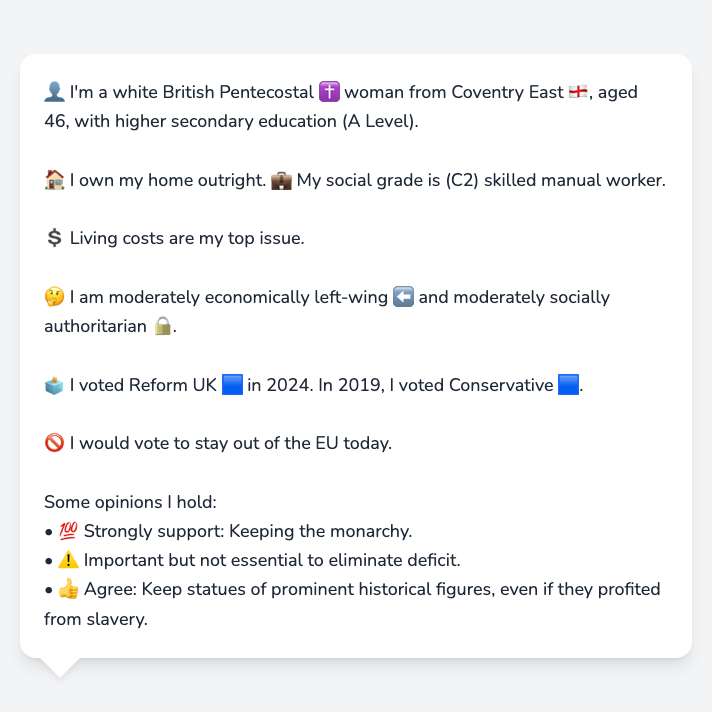 👤 I'm a white British Pentecostal ✝️ woman from Coventry East 🏴󠁧󠁢󠁥󠁮󠁧󠁿, aged
46, with higher secondary education (A Level).
🏠 I own my home outright. 💼 My social grade is (C2) skilled manual worker.
💲 Living costs are my top issue.
🤔 I am moderately economically left-wing ⬅️ and moderately socially
authoritarian 🔒.
🗳️ I voted Reform UK 🟦 in 2024. In 2019, I voted Conservative 🟦.
🚫 I would vote to stay out of the EU today.
Some opinions I hold:
• 💯 Strongly support: Keeping the monarchy.
• ⚠️ Important but not essential to eliminate deficit.
• 👍 Agree: Keep statues of prominent historical figures, even if they profited
from slavery.